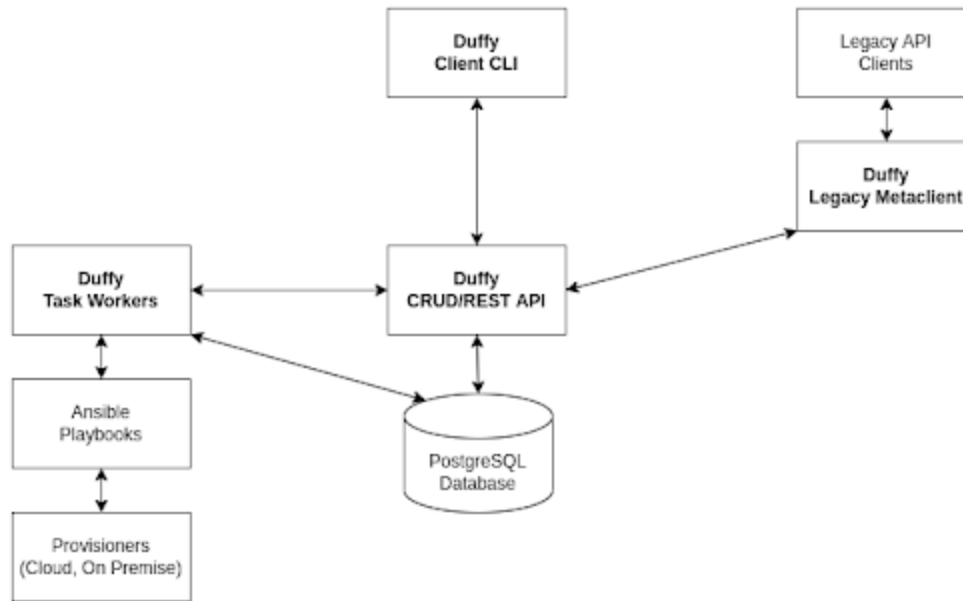 Duffy
Client CLI
Legacy API
Clients
Duffy
Legacy Metaclient
Duffy
Task Workers
Duffy
CRUD/REST API
Ansible
Playbooks
PostgreSQL
Database
Provisioners
(Cloud, On Premise)